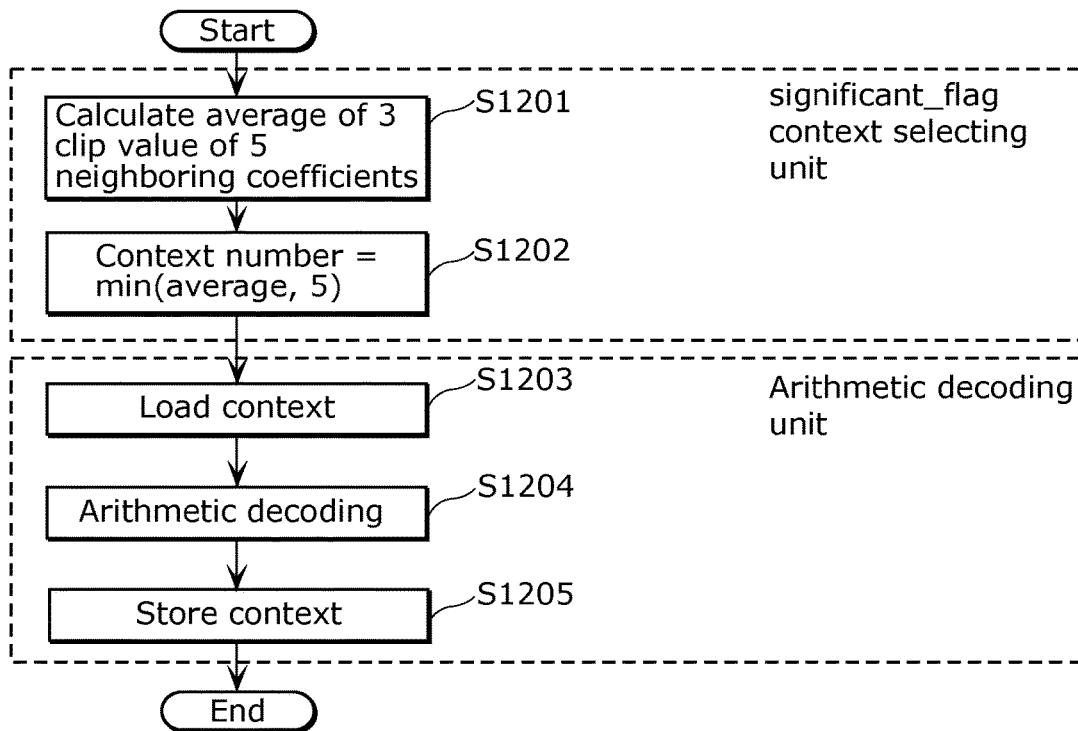 Start
Calculate average of 3
clip value of 5
neighboring coefficients
S1201
significant_flag
context selecting
unit
Context number =
min(average, 5)
S1202
Load context
S1203
Arithmetic decoding
unit
Arithmetic decoding
S1204
Store context
S1205
End